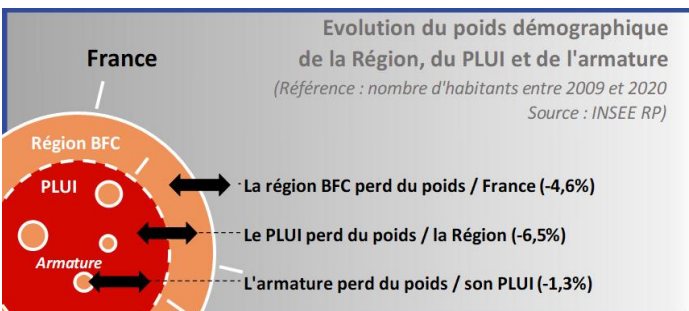 Evolution du poids démographique
de la Région, du PLUI et de l'armature
(Référence : nombre d'habitants entre 2009 et 2020
Source : INSEE RP)
France
Région BFC
PLUI
Armature
La région BFC perd du poids / France (-4,6%)
Le PLUI perd du poids / la Région (-6,5%)
L'armature perd du poids / son PLUI (-1,3%)